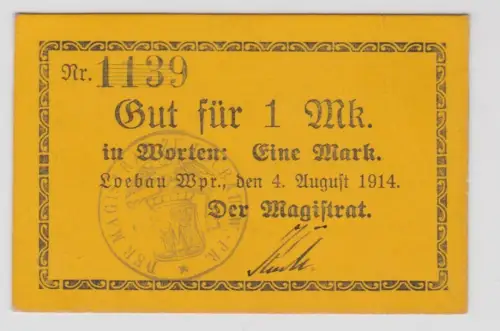 Nr. 1139
Gut für 1 Mk.
in Worten: Eine Mark.
Loebau Wpr., den 4. August 1914.
Der Magistrat.